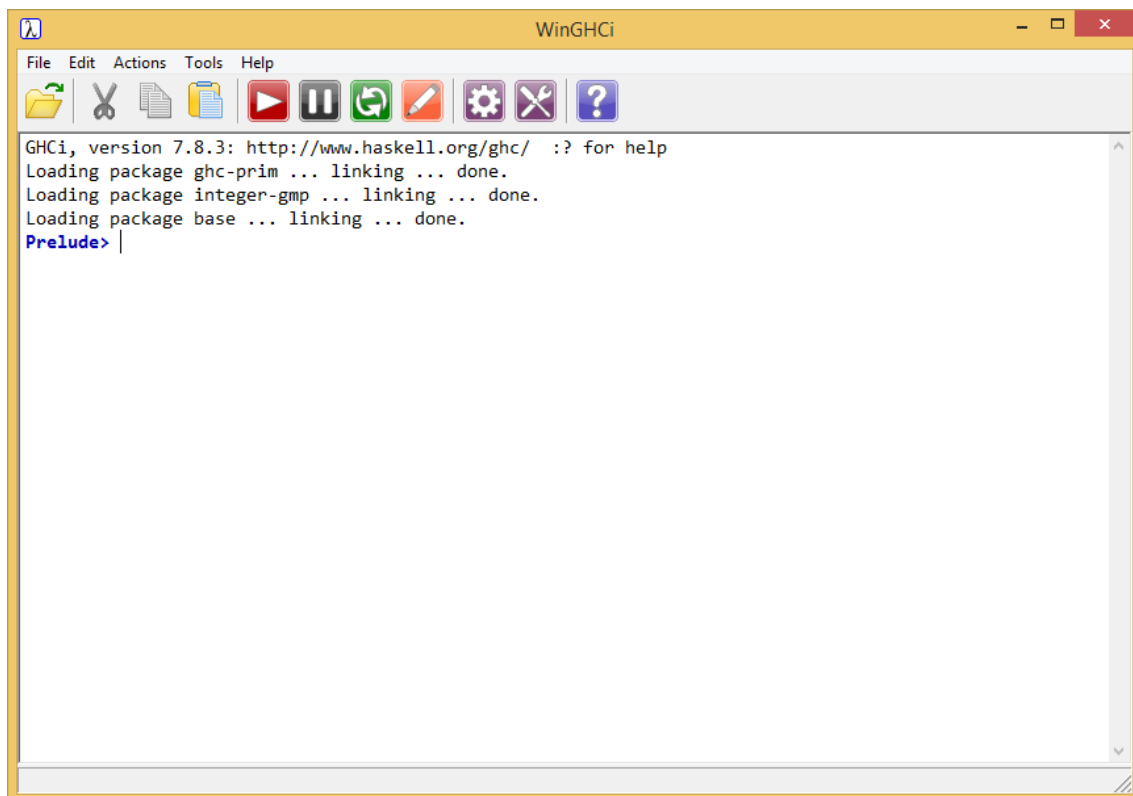 λ WinGHCi
File Edit Actions Tools Help
?
GHCi, version 7.8.3: http://www.haskell.org/ghc/  :? for help
Loading package ghc-prim ... linking ... done.
Loading package integer-gmp ... linking ... done.
Loading package base ... linking ... done.
Prelude>